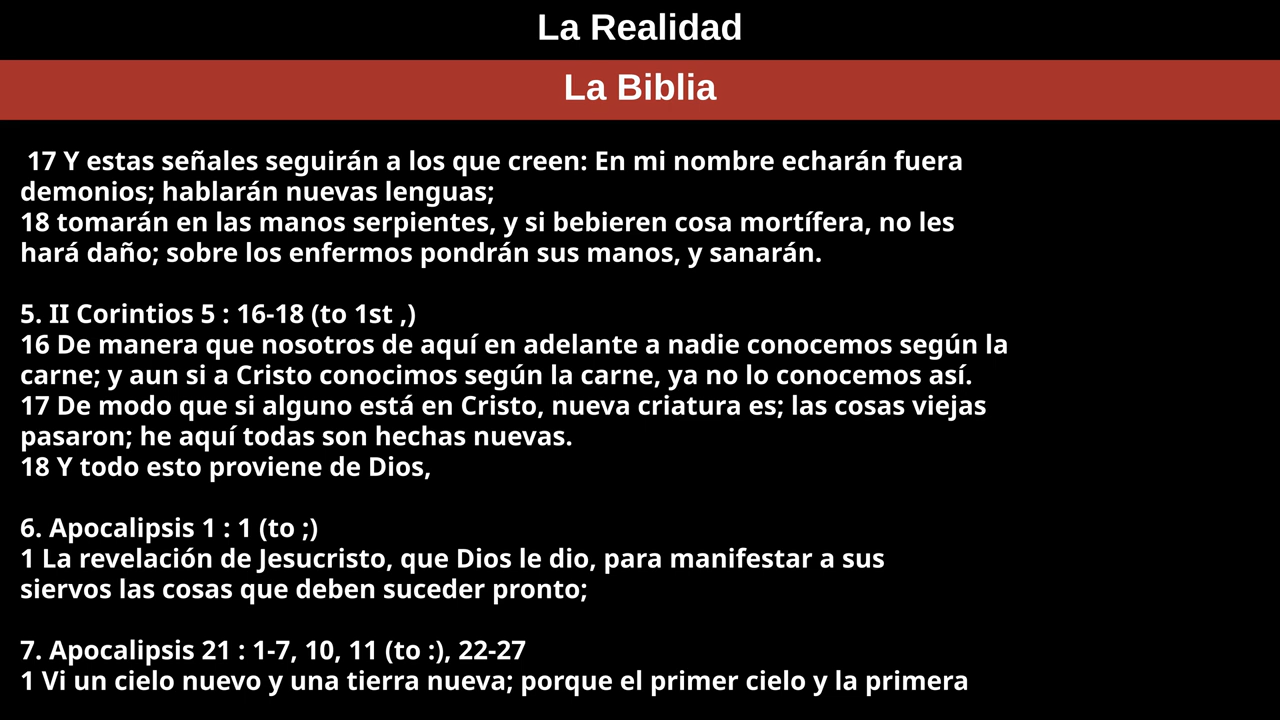 La Realidad
La Biblia
17 Y estas señales seguirán a los que creen: En mi nombre echarán fuera
demonios; hablarán nuevas lenguas;
18 tomarán en las manos serpientes, y si bebieren cosa mortífera, no les
hará daño; sobre los enfermos pondrán sus manos, y sanarán.
5. II Corintios 5 : 16-18 (to 1st ,)
16 De manera que nosotros de aquí en adelante a nadie conocemos según la
carne; y aun si a Cristo conocimos según la carne, ya no lo conocemos así.
17 De modo que si alguno está en Cristo, nueva criatura es; las cosas viejas
pasaron; he aquí todas son hechas nuevas.
18 Y todo esto proviene de Dios,
6. Apocalipsis 1 : 1 (to ;)
1 La revelación de Jesucristo, que Dios le dio, para manifestar a sus
siervos las cosas que deben suceder pronto;
7. Apocalipsis 21 : 1-7, 10, 11 (to :), 22-27
1 Vi un cielo nuevo y una tierra nueva; porque el primer cielo y la primera